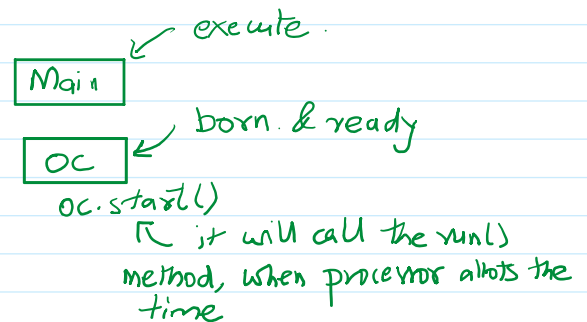 execute.
Main
born. & ready
OC
oc.start()
it will call the run()
method, when processor allots the
time